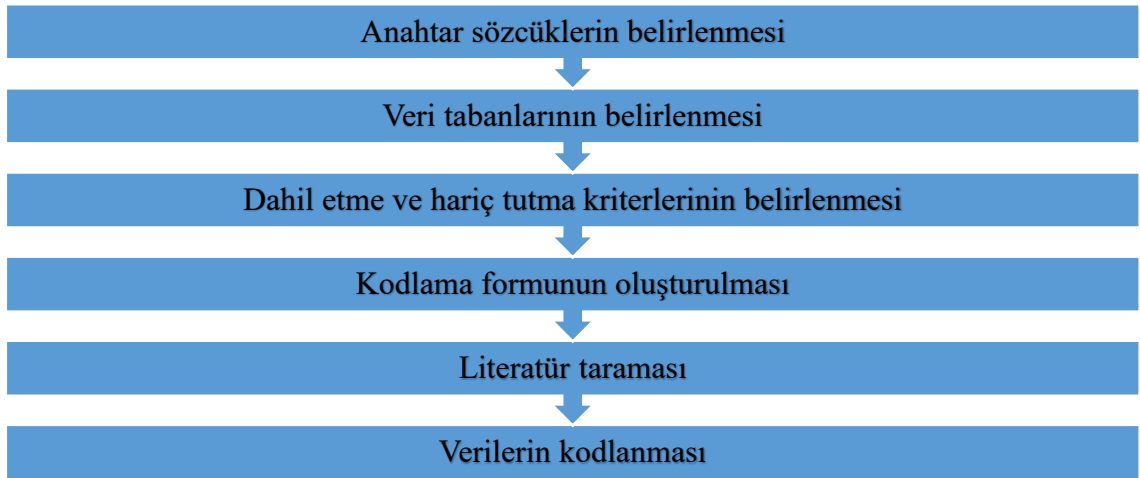 Anahtar sözcüklerin belirlenmesi
Veri tabanlarının belirlenmesi
Dahil etme ve hariç tutma kriterlerinin belirlenmesi
Kodlama formunun oluşturulması
Literatür taraması
Verilerin kodlanması